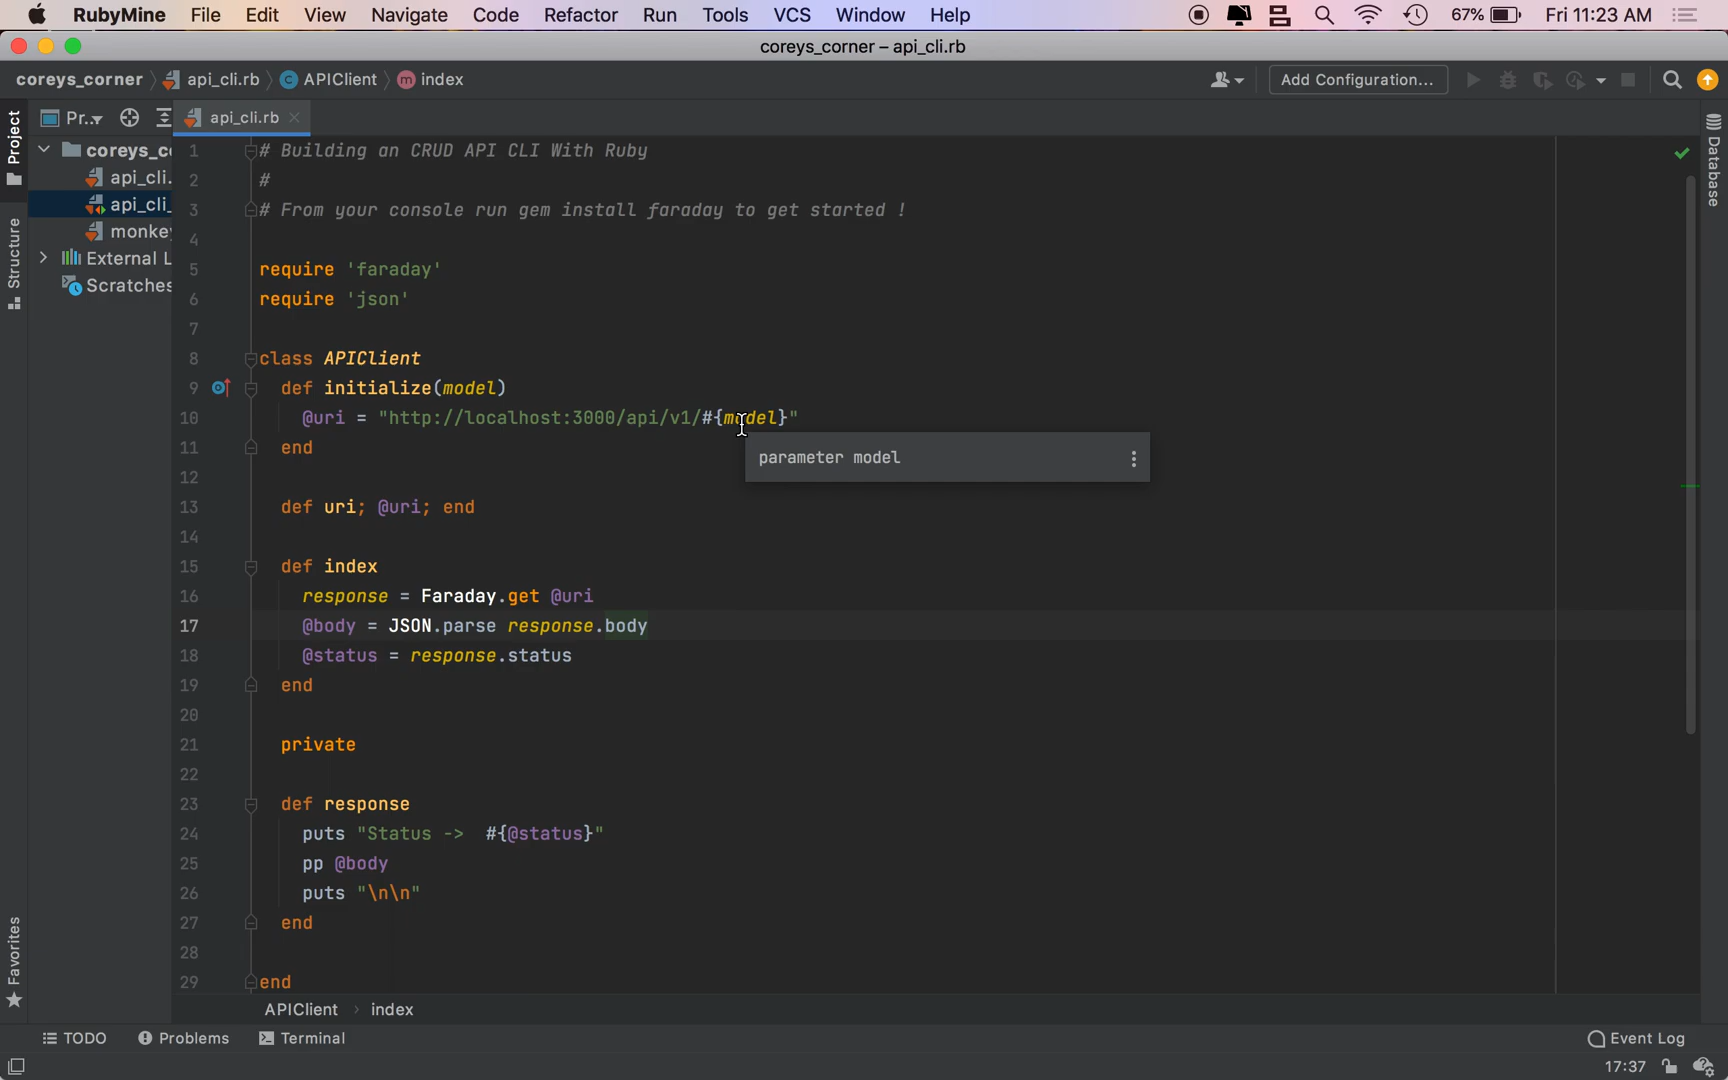 RubyMine File Edit View Navigate Code Refactor Run Tools VCS Window Help 67% Fri 11:23 AM
coreys_corner – api_cli.rb
coreys_corner api_cli.rb APIClient index Add Configuration...
Project
Structure
Favorites
Database
Pr..
coreys_c
api_cli.
api_cli_
monkey
External L
Scratches
api_cli.rb
1 # Building an CRUD API CLI With Ruby
2 #
3 # From your console run gem install faraday to get started !
4
5 require 'faraday'
6 require 'json'
7
8 class APIClient
9 def initialize(model)
10 @uri = "http://localhost:3000/api/v1/#{model}"
parameter model
11 end
12
13 def uri; @uri; end
14
15 def index
16 response = Faraday.get @uri
17 @body = JSON.parse response.body
18 @status = response.status
19 end
20
21 private
22
23 def response
24 puts "Status ->  #{@status}"
25 pp @body
26 puts "\n\n"
27 end
28
29 end
APIClient › index
TODO Problems Terminal Event Log
17:37